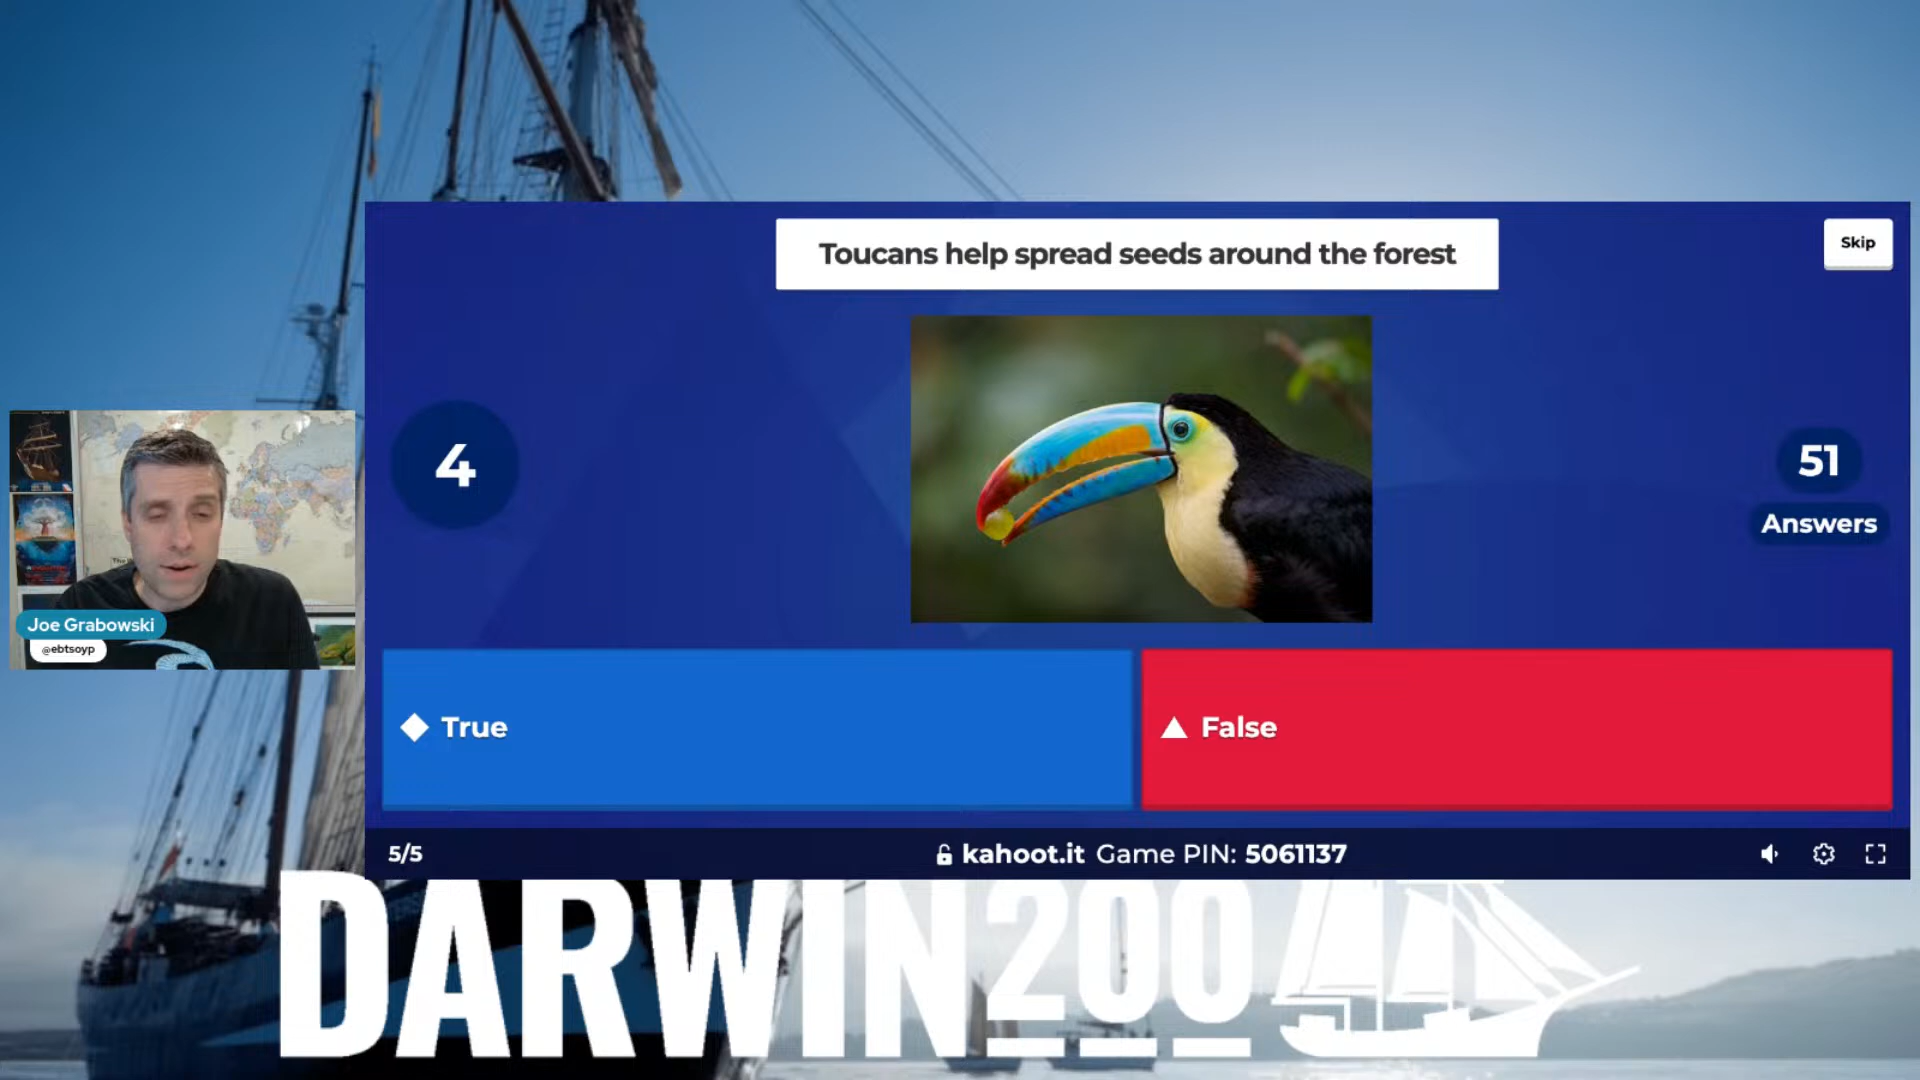 Toucans help spread seeds around the forest
Skip
4
51
Answers
Joe Grabowski
@ebtsoyp
True
False
5/5
kahoot.it Game PIN: 5061137
DARWIN200